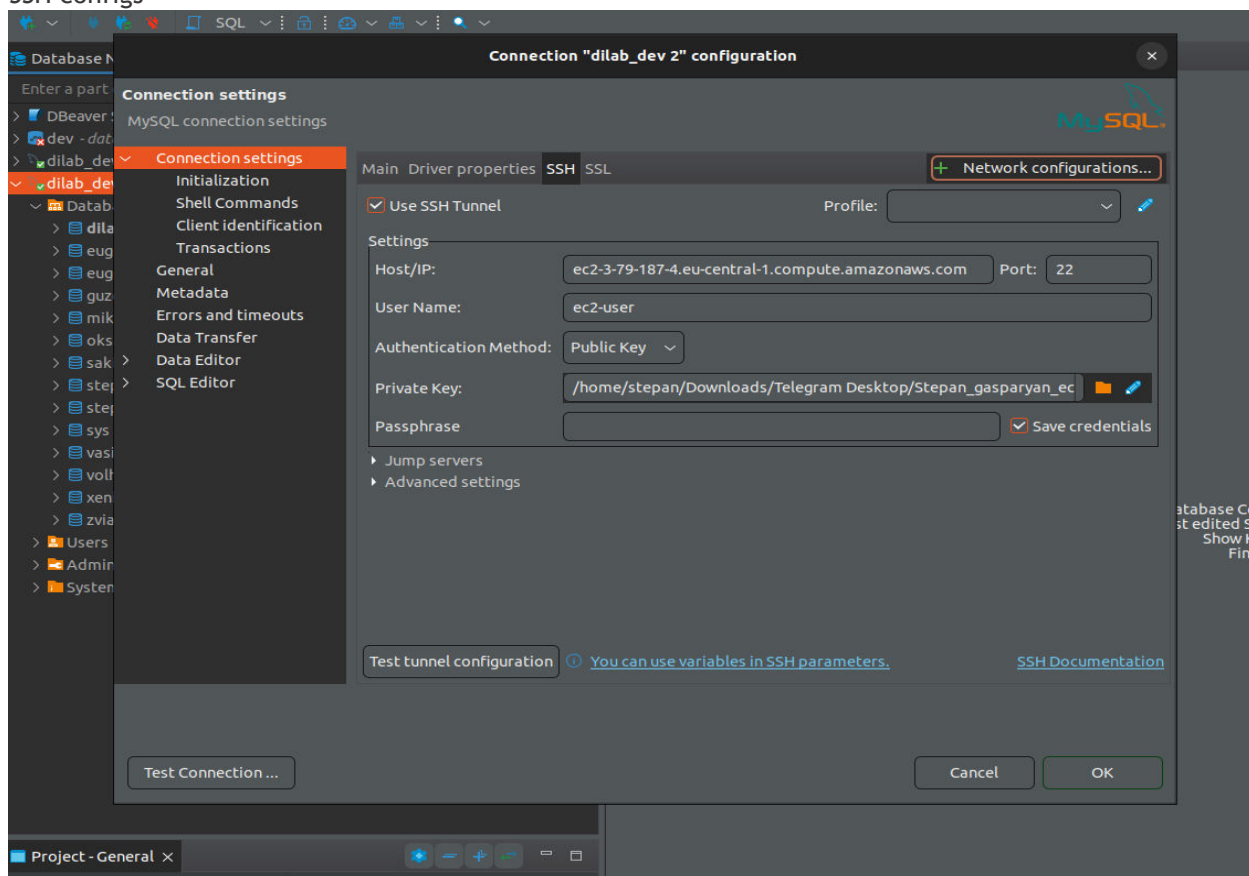 SSH configs
SQL
Connection "dilab_dev 2" configuration
Database N
Enter a part
DBeaver
dev - dat
dilab_dev
dilab_dev
Datab
dila
eug
eug
guz
mik
oks
sak
step
step
sys
vasi
volh
xen
zvia
Users
Admin
System
Connection settings
MySQL connection settings
MySQL
Connection settings
Initialization
Shell Commands
Client identification
Transactions
General
Metadata
Errors and timeouts
Data Transfer
Data Editor
SQL Editor
Main Driver properties SSH SSL
Network configurations...
Use SSH Tunnel Profile:
Settings
Host/IP: ec2-3-79-187-4.eu-central-1.compute.amazonaws.com Port: 22
User Name: ec2-user
Authentication Method: Public Key
Private Key: /home/stepan/Downloads/Telegram Desktop/Stepan_gasparyan_ec
Passphrase Save credentials
Jump servers
Advanced settings
Test tunnel configuration You can use variables in SSH parameters. SSH Documentation
Test Connection ... Cancel OK
atabase C
st edited S
Show
Fin
Project - General